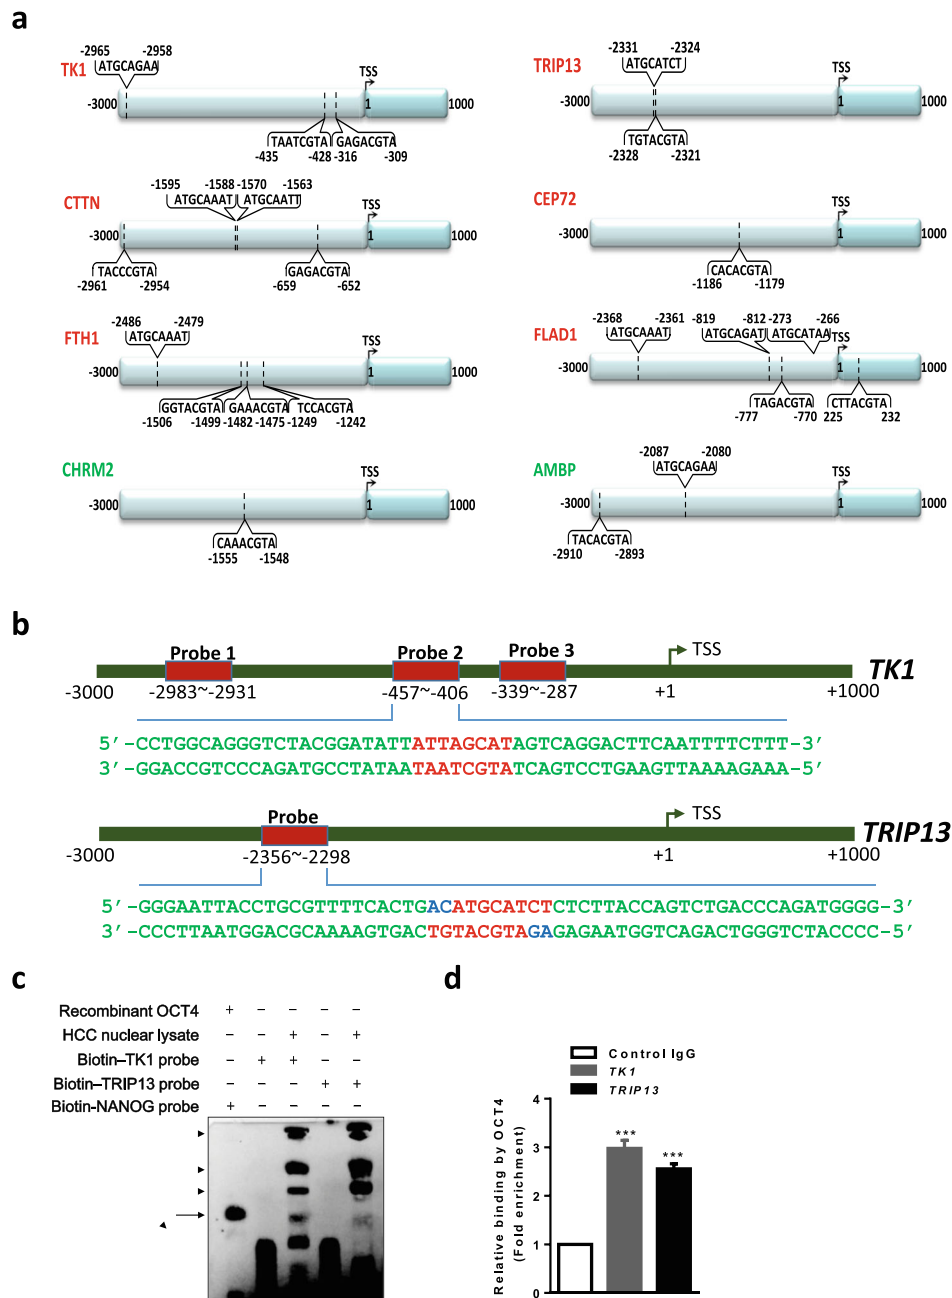 a
-2965 -2958
ATGCAGAA
TK1
TSS
-3000 1 1000
TAATCGTA GAGACGTA
-435 -428 -316 -309
-2331 -2324
ATGCATCT
TRIP13
TSS
-3000 1 1000
TGTACGTA
-2328 -2321
-1595 -1588 -1570 -1563
ATGCAAAT ATGCAATT
CTTN
TSS
-3000 1 1000
TACCCGTA GAGACGTA
-2961 -2954 -659 -652
CEP72
TSS
-3000 1 1000
CACACGTA
-1186 -1179
-2486 -2479
ATGCAAAT
FTH1
TSS
-3000 1 1000
GGTACGTA GAAACGTA TCCACGTA
-1506 -1499 -1482 -1475 -1249 -1242
-2368 -2361 -819 -812 -273 -266
ATGCAAAT ATGCAGAT ATGCATAA
FLAD1
TSS
-3000 1 1000
TAGACGTA CTTACGTA
-777 -770 225 232
CHRM2
TSS
-3000 1 1000
CAAACGTA
-1555 -1548
-2087 -2080
ATGCAGAA
AMBP
TSS
-3000 1 1000
TACACGTA
-2910 -2893
b
Probe 1 Probe 2 Probe 3 TSS
TK1
-3000 -2983~-2931 -457~-406 -339~-287 +1 +1000
5′-CCTGGCAGGGTCTACGGATATTATTAGCATAGTCAGGACTTCAATTTTCTTT-3′
3′-GGACCGTCCCAGATGCCTATAATAATCGTATCAGTCCTGAAGTTAAAAGAAA-5′
Probe TSS
TRIP13
-3000 -2356~-2298 +1 +1000
5′-GGGAATTACCTGCGTTTTCACTGACATGCATCTCTCTTACCAGTCTGACCCAGATGGGG-3′
3′-CCCTTAATGGACGCAAAAGTGACTGTACGTAGAGAGAATGGTCAGACTGGGTCTACCCC-5′
c
Recombinant OCT4 + − − − −
HCC nuclear lysate − − + − +
Biotin–TK1 probe − + + − −
Biotin–TRIP13 probe − − − + +
Biotin-NANOG probe + − − − −
d
Control IgG
TK1
TRIP13
Relative binding by OCT4
(Fold enrichment)
4
3
2
1
0
***
***